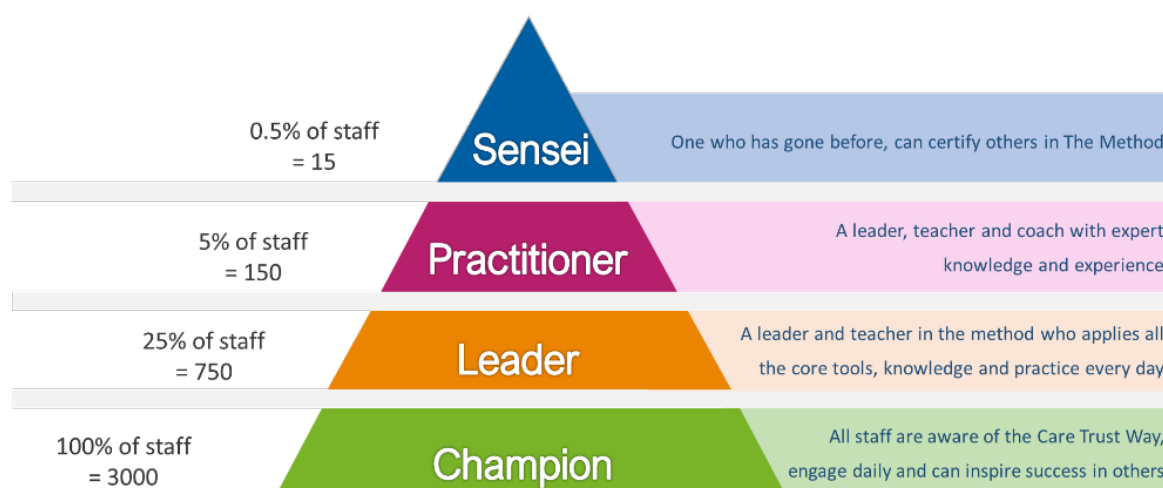 0.5% of staff
= 15
Sensei
One who has gone before, can certify others in The Method
5% of staff
= 150
Practitioner
A leader, teacher and coach with expert
knowledge and experience
25% of staff
= 750
Leader
A leader and teacher in the method who applies all
the core tools, knowledge and practice every day
100% of staff
= 3000
Champion
All staff are aware of the Care Trust Way,
engage daily and can inspire success in others